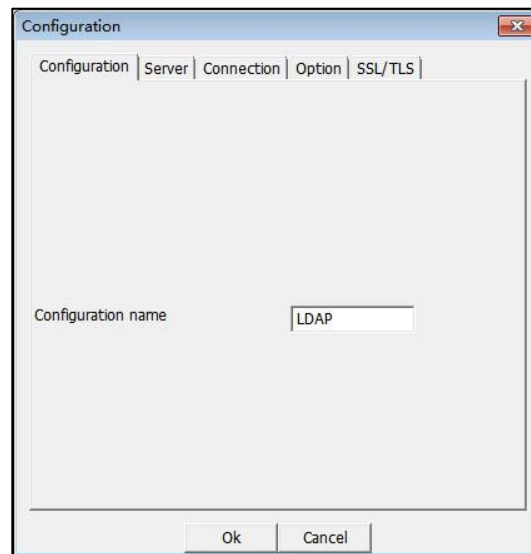 Configuration
Configuration Server Connection Option SSL/TLS
Configuration name LDAP
Ok Cancel